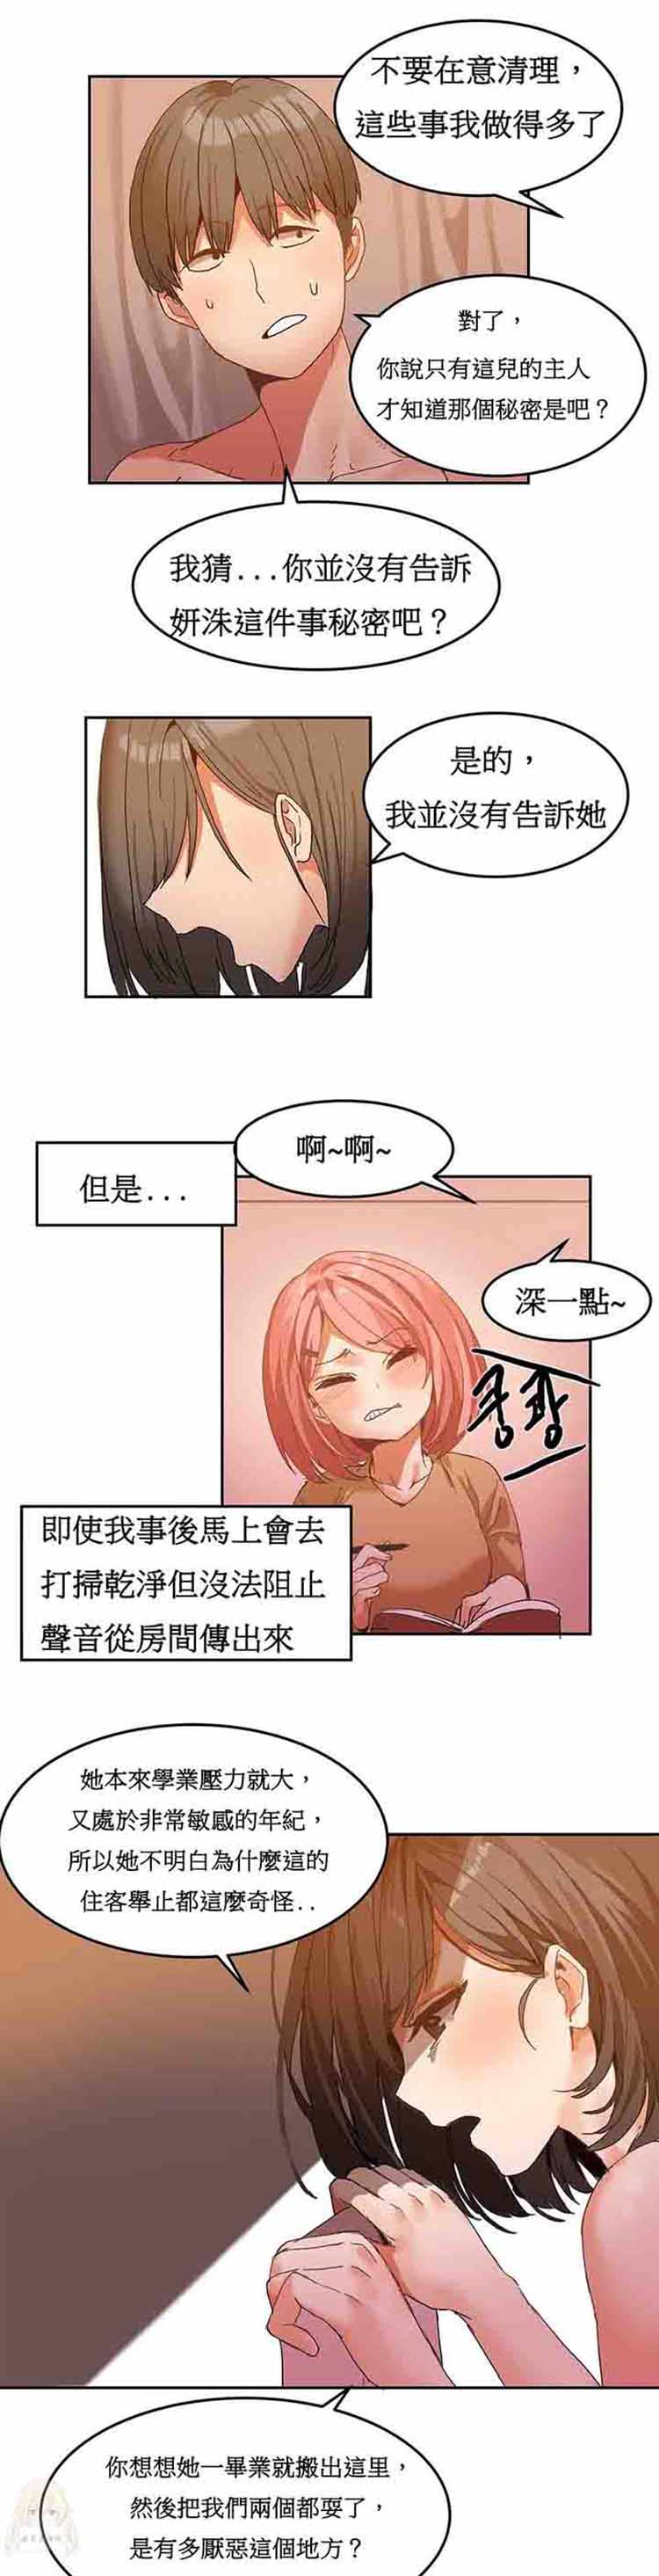 不要在意清理，
這些事我做得多了
對了，
你說只有這兒的主人
才知道那個秘密是吧？
我猜...你並沒有告訴
妍洙這件事秘密吧？
是的，
我並沒有告訴她
啊~啊~
但是...
深一點~
쿵쾅
即使我事後馬上會去
打掃乾淨但沒法阻止
聲音從房間傳出來
她本來學業壓力就大，
又處於非常敏感的年紀，
所以她不明白為什麼這的
住客舉止都這麼奇怪..
你想想她一畢業就搬出這里，
然後把我們兩個都耍了，
是有多厭惡這個地方？